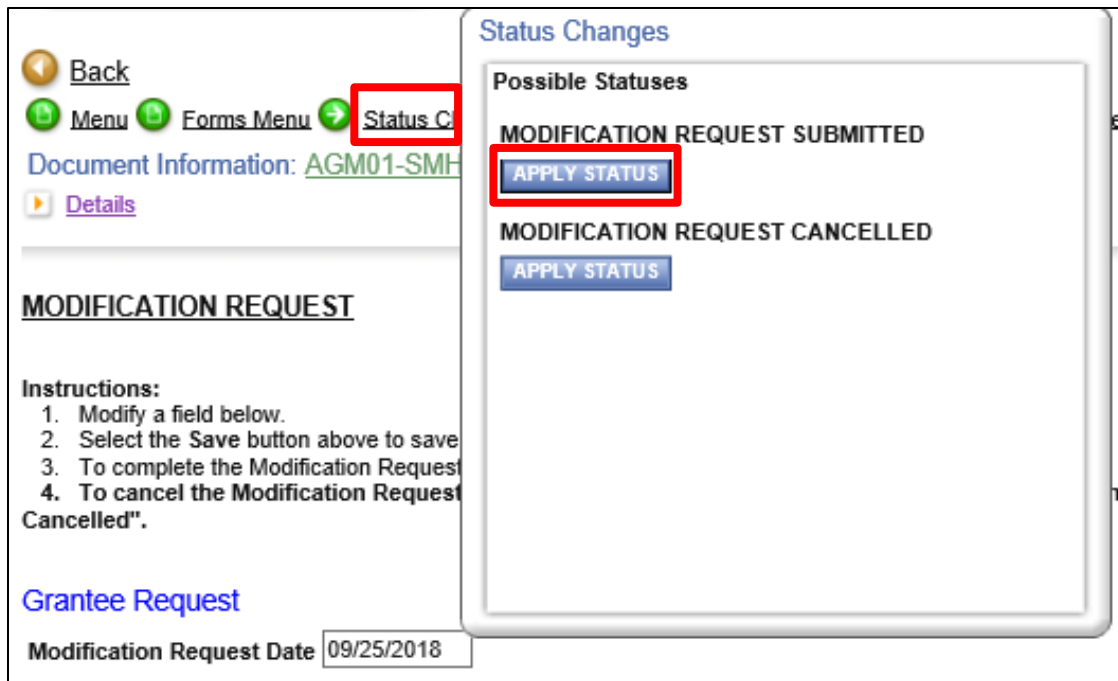 Back
Menu Forms Menu Status
Document Information: AGM01-SMH
Details
MODIFICATION REQUEST
Instructions:
1. Modify a field below.
2. Select the Save button above to save
3. To complete the Modification Request
4. To cancel the Modification Request
Cancelled".
Grantee Request
Modification Request Date 09/25/2018
Status Changes
Possible Statuses
MODIFICATION REQUEST SUBMITTED
APPLY STATUS
MODIFICATION REQUEST CANCELLED
APPLY STATUS